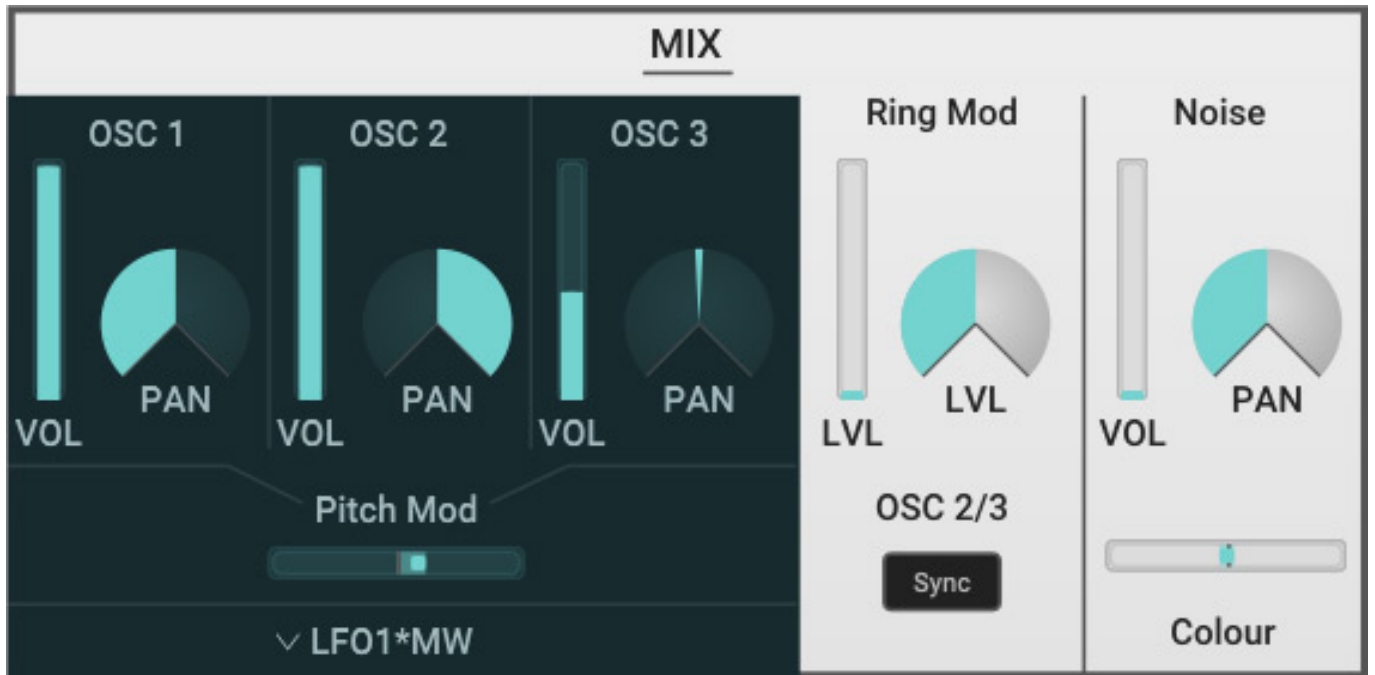 MIX
OSC 1
OSC 2
OSC 3
Ring Mod
Noise
PAN
VOL
PAN
VOL
PAN
VOL
LVL
LVL
PAN
VOL
Pitch Mod
OSC 2/3
Sync
LFO1*MW
Colour